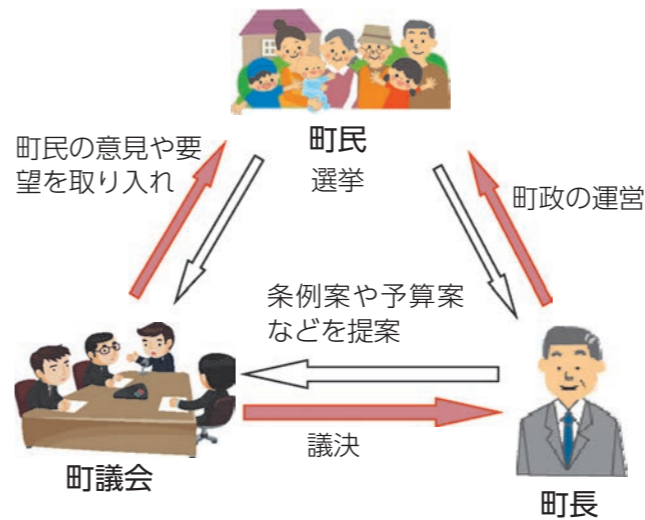 町民
選挙
町民の意見や要
望を取り入れ
町政の運営
条例案や予算案
などを提案
議決
町議会
町長